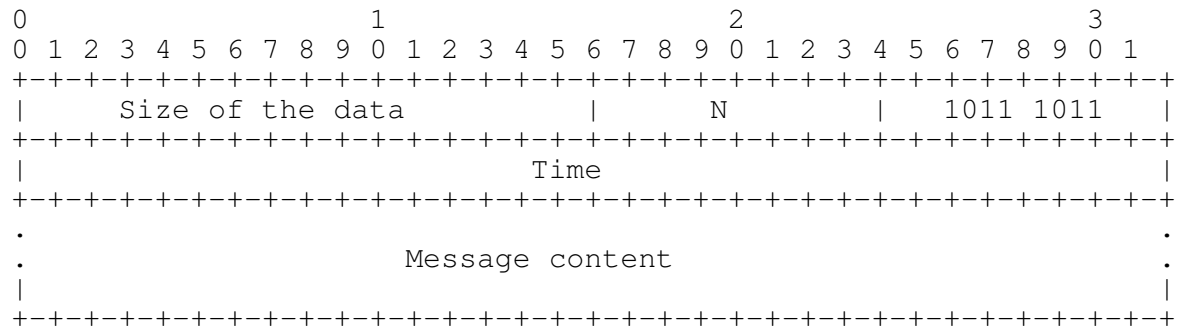 0                   1                   2                   3
0 1 2 3 4 5 6 7 8 9 0 1 2 3 4 5 6 7 8 9 0 1 2 3 4 5 6 7 8 9 0 1
+-+-+-+-+-+-+-+-+-+-+-+-+-+-+-+-+-+-+-+-+-+-+-+-+-+-+-+-+-+-+-+-+
|     Size of the data          |       N       |   1011 1011   |
+-+-+-+-+-+-+-+-+-+-+-+-+-+-+-+-+-+-+-+-+-+-+-+-+-+-+-+-+-+-+-+-+
|                            Time                               |
+-+-+-+-+-+-+-+-+-+-+-+-+-+-+-+-+-+-+-+-+-+-+-+-+-+-+-+-+-+-+-+-+
.                                                               .
.                     Message content                           .
|                                                               |
+-+-+-+-+-+-+-+-+-+-+-+-+-+-+-+-+-+-+-+-+-+-+-+-+-+-+-+-+-+-+-+-+